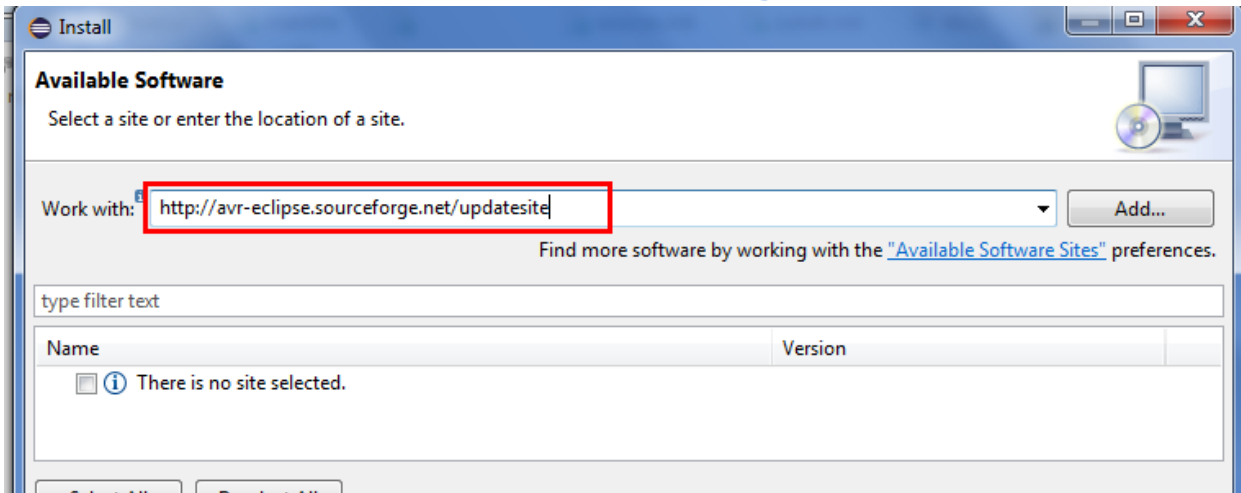 Install
Available Software
Select a site or enter the location of a site.
Work with: http://avr-eclipse.sourceforge.net/updatesite Add...
Find more software by working with the "Available Software Sites" preferences.
type filter text
Name Version
There is no site selected.